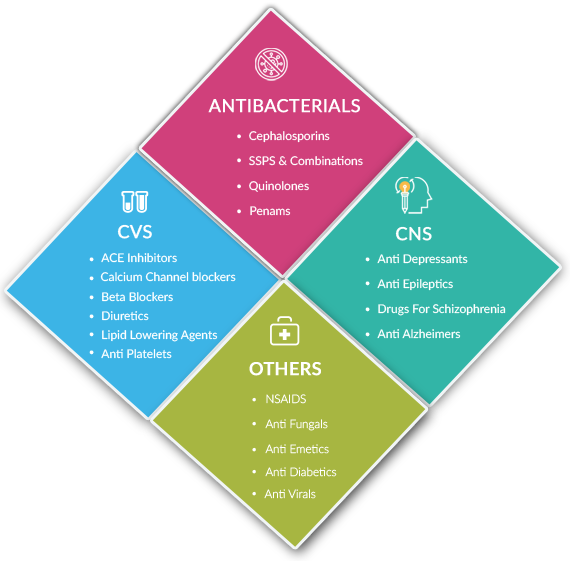 ANTIBACTERIALS
Cephalosporins
SSPS & Combinations
Quinolones
Penams
CVS
ACE Inhibitors
Calcium Channel blockers
Beta Blockers
Diuretics
Lipid Lowering Agents
Anti Platelets
CNS
Anti Depressants
Anti Epileptics
Drugs For Schizophrenia
Anti Alzheimers
OTHERS
NSAIDS
Anti Fungals
Anti Emetics
Anti Diabetics
Anti Virals